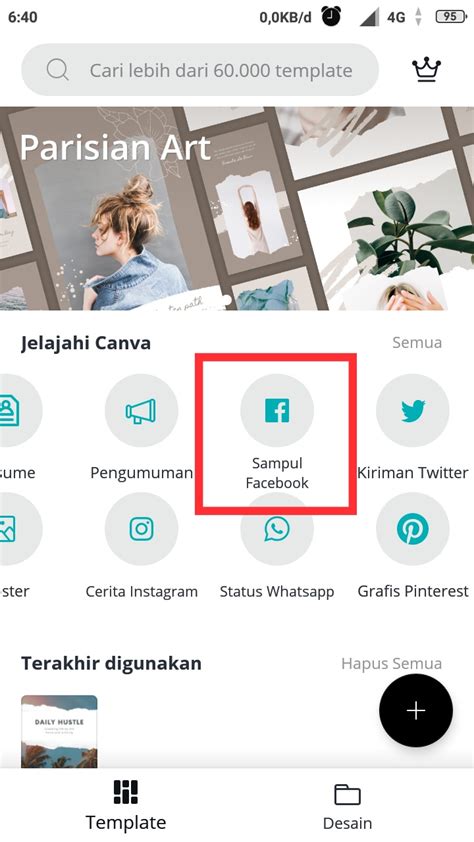 6:40 0,0KB/d 4G 95
Cari lebih dari 60.000 template
Parisian Art
Jelajahi Canva Semua
sume Pengumuman Sampul Facebook Kiriman Twitter
ster Cerita Instagram Status Whatsapp Grafis Pinterest
Terakhir digunakan Hapus Semua
DAILY HUSTLE
Template Desain